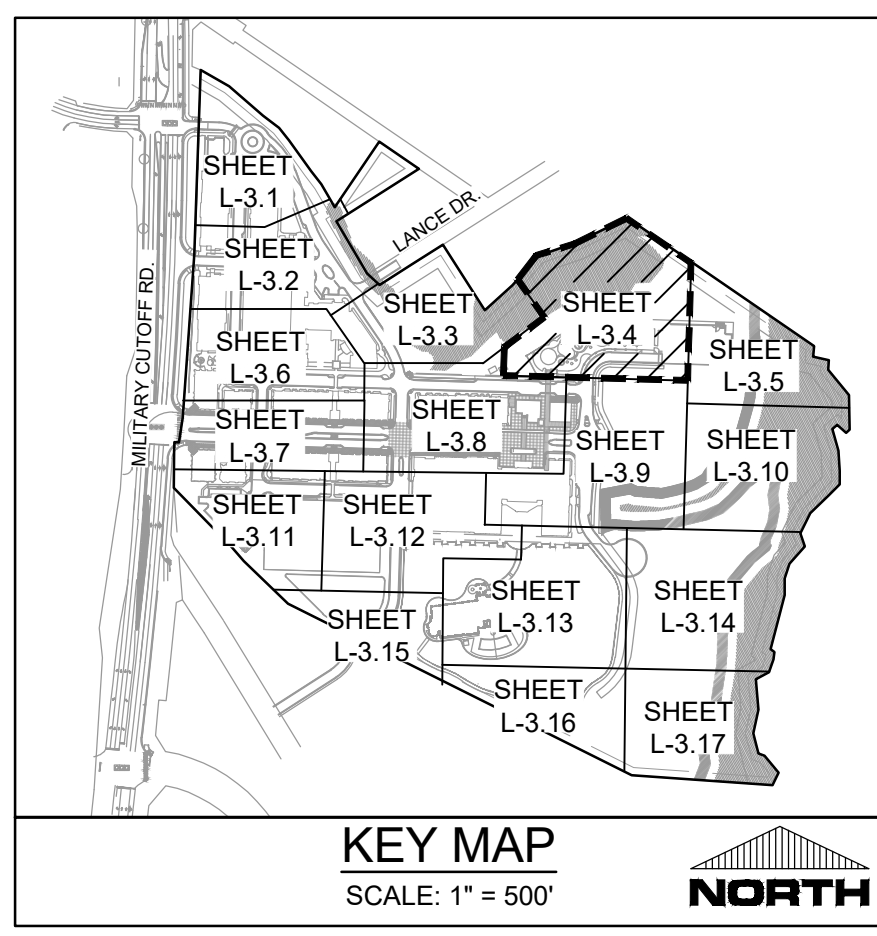 SHEET
L-3.1
SHEET
L-3.2
LANCE DR.
SHEET
L-3.3
SHEET
L-3.4
SHEET
L-3.5
SHEET
L-3.6
MILITARY CUTOFF RD.
SHEET
L-3.7
SHEET
L-3.8
SHEET
L-3.9
SHEET
L-3.10
SHEET
L-3.11
SHEET
L-3.12
SHEET
L-3.13
SHEET
L-3.14
SHEET
L-3.15
SHEET
L-3.16
SHEET
L-3.17
KEY MAP
SCALE: 1" = 500'
NORTH